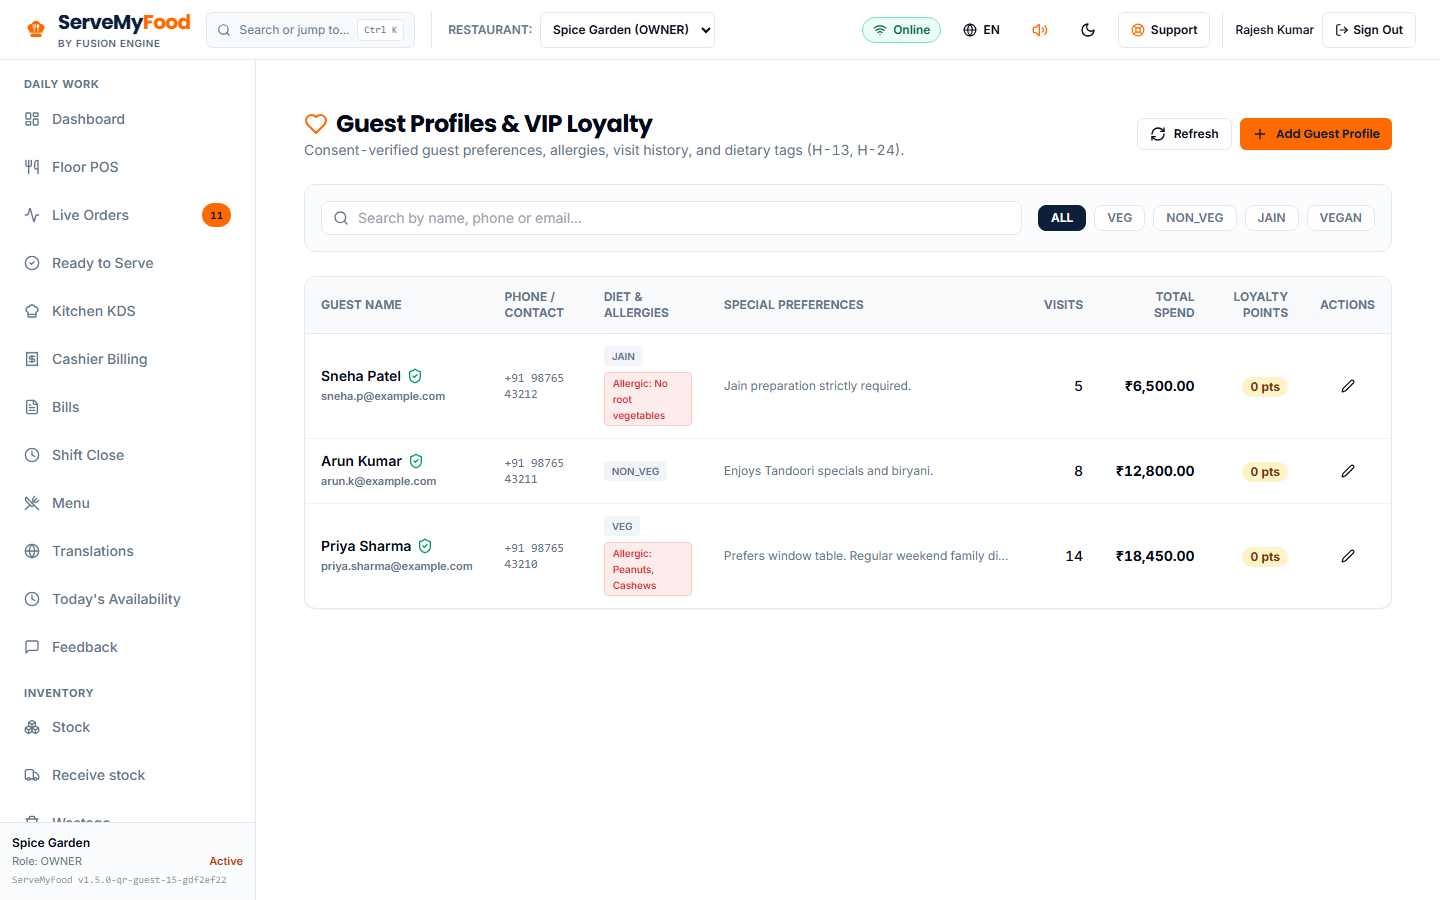 ServeMyFood
BY FUSION ENGINE
Search or jump to... Ctrl K
RESTAURANT: Spice Garden (OWNER)
Online
EN
Support
Rajesh Kumar
Sign Out
DAILY WORK
Dashboard
Floor POS
Live Orders 11
Ready to Serve
Kitchen KDS
Cashier Billing
Bills
Shift Close
Menu
Translations
Today's Availability
Feedback
INVENTORY
Stock
Receive stock
Spice Garden
Role: OWNER Active
ServeMyFood v1.5.0-qr-guest-15-gdf2ef22
Guest Profiles & VIP Loyalty
Consent-verified guest preferences, allergies, visit history, and dietary tags (H-13, H-24).
Refresh
Add Guest Profile
Search by name, phone or email...
ALL VEG NON_VEG JAIN VEGAN
GUEST NAME
PHONE /
CONTACT
DIET &
ALLERGIES
SPECIAL PREFERENCES
VISITS
TOTAL
SPEND
LOYALTY
POINTS
ACTIONS
Sneha Patel
sneha.p@example.com
+91 98765
43212
JAIN
Allergic: No
root
vegetables
Jain preparation strictly required.
5
₹6,500.00
0 pts
Arun Kumar
arun.k@example.com
+91 98765
43211
NON_VEG
Enjoys Tandoori specials and biryani.
8
₹12,800.00
0 pts
Priya Sharma
priya.sharma@example.com
+91 98765
43210
VEG
Allergic:
Peanuts,
Cashews
Prefers window table. Regular weekend family di...
14
₹18,450.00
0 pts